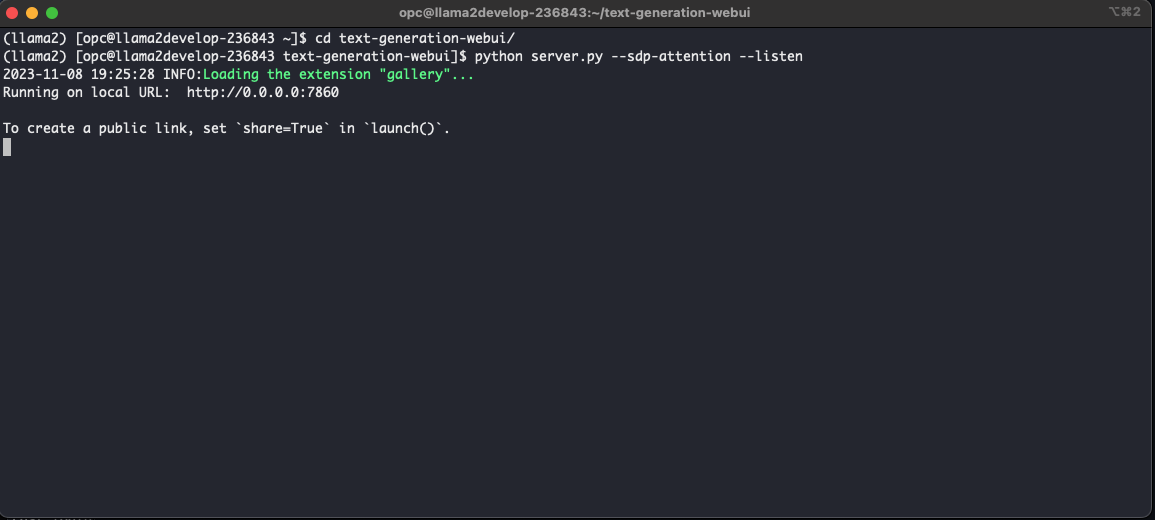 opc@llama2develop-236843:~/text-generation-webui
⌥⌘2
(llama2) [opc@llama2develop-236843 ~]$ cd text-generation-webui/
(llama2) [opc@llama2develop-236843 text-generation-webui]$ python server.py --sdp-attention --listen
2023-11-08 19:25:28 INFO:Loading the extension "gallery"...
Running on local URL:  http://0.0.0.0:7860
To create a public link, set `share=True` in `launch()`.